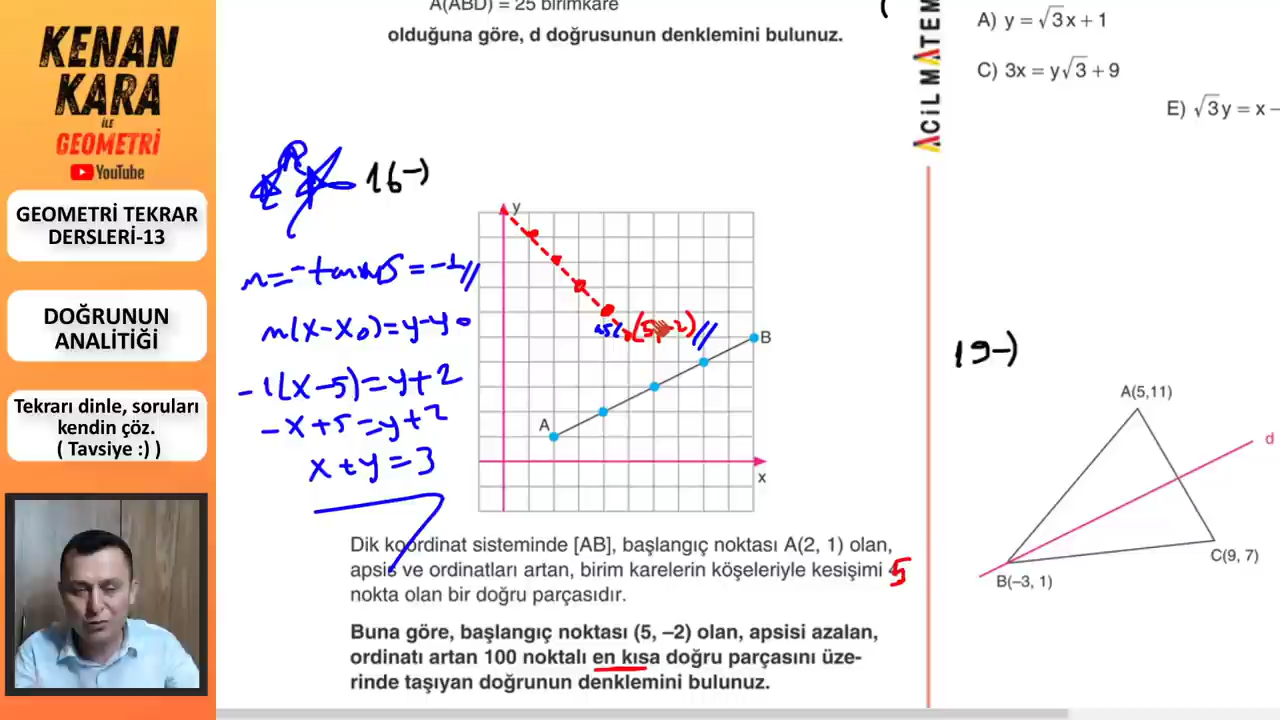 KENAN
KARA
İLE
GEOMETRİ
YouTube
GEOMETRİ TEKRAR
DERSLERİ-13
DOĞRUNUN
ANALİTİĞİ
Tekrarı dinle, soruları
kendin çöz.
( Tavsiye :) )
A(ABD) = 25 birimkare
olduğuna göre, d doğrusunun denklemini bulunuz.
16-)
m=-tan45=-1//
m(x-x0)=y-y0
-1(x-5)=y+2
-x+5=y+2
x+y=3
y
(5,-2)//
B
A
x
Dik koordinat sisteminde [AB], başlangıç noktası A(2, 1) olan,
apsis ve ordinatları artan, birim karelerin köşeleriyle kesişimi 5
nokta olan bir doğru parçasıdır.
Buna göre, başlangıç noktası (5, –2) olan, apsisi azalan,
ordinatı artan 100 noktalı en kısa doğru parçasını üze-
rinde taşıyan doğrunun denklemini bulunuz.
ACİL MATEM
A) y = √3x + 1
C) 3x = y√3 + 9
E) √3y = x –
19-)
A(5,11)
d
C(9, 7)
B(–3, 1)